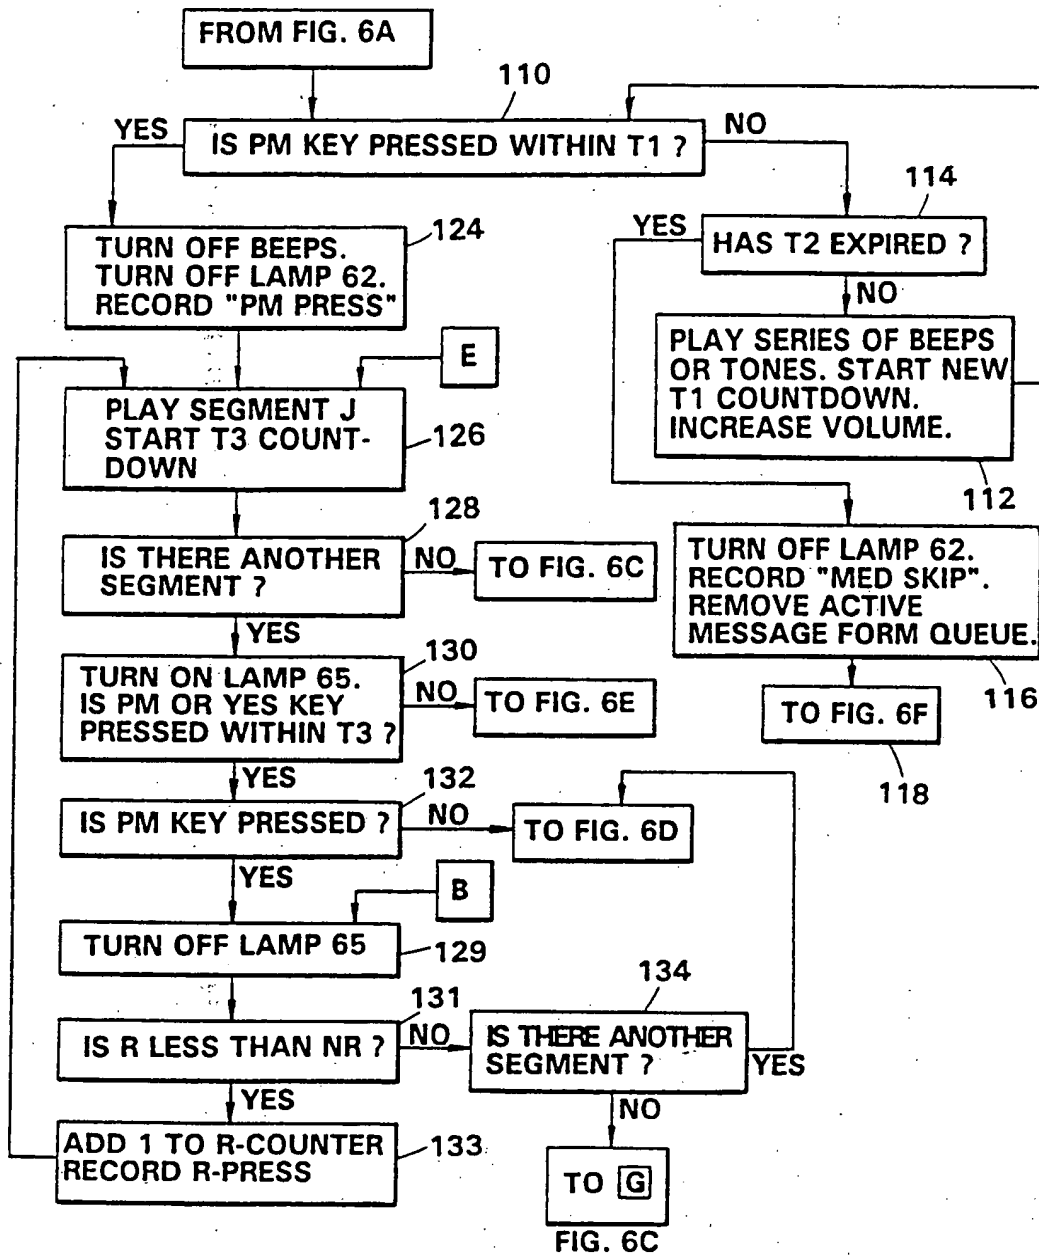 FROM FIG. 6A
110
YES
IS PM KEY PRESSED WITHIN T1 ?
NO
114
124
TURN OFF BEEPS.
TURN OFF LAMP 62.
RECORD "PM PRESS"
YES
HAS T2 EXPIRED ?
NO
E
PLAY SERIES OF BEEPS
OR TONES. START NEW
T1 COUNTDOWN.
INCREASE VOLUME.
112
PLAY SEGMENT J
START T3 COUNT-
DOWN
126
128
IS THERE ANOTHER
SEGMENT ?
NO
TO FIG. 6C
TURN OFF LAMP 62.
RECORD "MED SKIP".
REMOVE ACTIVE
MESSAGE FORM QUEUE.
116
YES
130
TURN ON LAMP 65.
IS PM OR YES KEY
PRESSED WITHIN T3 ?
NO
TO FIG. 6E
TO FIG. 6F
118
YES
132
IS PM KEY PRESSED ?
NO
TO FIG. 6D
YES
B
TURN OFF LAMP 65
129
131
IS R LESS THAN NR ?
NO
134
IS THERE ANOTHER
SEGMENT ?
YES
YES
NO
ADD 1 TO R-COUNTER
RECORD R-PRESS
133
TO G
FIG. 6C